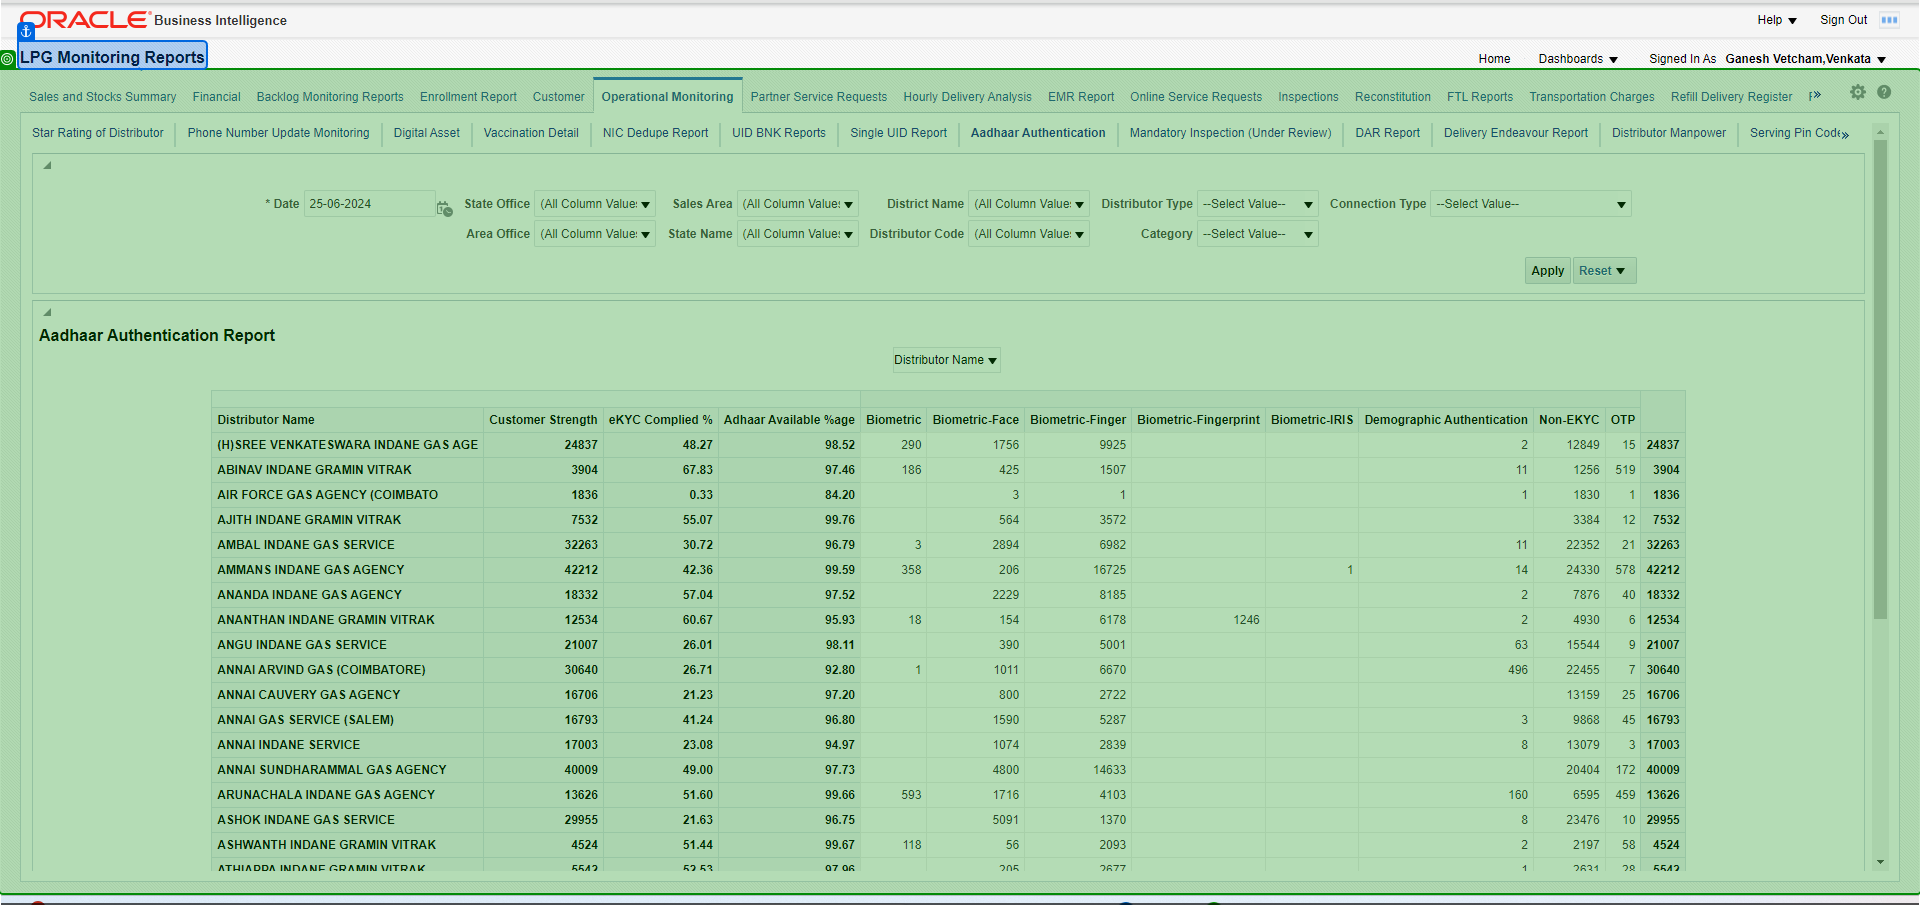 ORACLE Business Intelligence
Help Sign Out
LPG Monitoring Reports
Home Dashboards Signed In As Ganesh Vetcham,Venkata
Sales and Stocks Summary Financial Backlog Monitoring Reports Enrollment Report Customer Operational Monitoring Partner Service Requests Hourly Delivery Analysis EMR Report Online Service Requests Inspections Reconstitution FTL Reports Transportation Charges Refill Delivery Register
Star Rating of Distributor Phone Number Update Monitoring Digital Asset Vaccination Detail NIC Dedupe Report UID BNK Reports Single UID Report Aadhaar Authentication Mandatory Inspection (Under Review) DAR Report Delivery Endeavour Report Distributor Manpower Serving Pin Code
* Date 25-06-2024 State Office (All Column Value: Sales Area (All Column Value: District Name (All Column Value: Distributor Type --Select Value-- Connection Type --Select Value--
Area Office (All Column Value: State Name (All Column Value: Distributor Code (All Column Value: Category --Select Value--
Apply Reset
Aadhaar Authentication Report
Distributor Name
Distributor Name Customer Strength eKYC Complied % Adhaar Available %age Biometric Biometric-Face Biometric-Finger Biometric-Fingerprint Biometric-IRIS Demographic Authentication Non-EKYC OTP
(H)SREE VENKATESWARA INDANE GAS AGE 24837 48.27 98.52 290 1756 9925 2 12849 15 24837
ABINAV INDANE GRAMIN VITRAK 3904 67.83 97.46 186 425 1507 11 1256 519 3904
AIR FORCE GAS AGENCY (COIMBATO 1836 0.33 84.20 3 1 1 1830 1 1836
AJITH INDANE GRAMIN VITRAK 7532 55.07 99.76 564 3572 3384 12 7532
AMBAL INDANE GAS SERVICE 32263 30.72 96.79 3 2894 6982 11 22352 21 32263
AMMANS INDANE GAS AGENCY 42212 42.36 99.59 358 206 16725 1 14 24330 578 42212
ANANDA INDANE GAS AGENCY 18332 57.04 97.52 2229 8185 2 7876 40 18332
ANANTHAN INDANE GRAMIN VITRAK 12534 60.67 95.93 18 154 6178 1246 2 4930 6 12534
ANGU INDANE GAS SERVICE 21007 26.01 98.11 390 5001 63 15544 9 21007
ANNAI ARVIND GAS (COIMBATORE) 30640 26.71 92.80 1 1011 6670 496 22455 7 30640
ANNAI CAUVERY GAS AGENCY 16706 21.23 97.20 800 2722 13159 25 16706
ANNAI GAS SERVICE (SALEM) 16793 41.24 96.80 1590 5287 3 9868 45 16793
ANNAI INDANE SERVICE 17003 23.08 94.97 1074 2839 8 13079 3 17003
ANNAI SUNDHARAMMAL GAS AGENCY 40009 49.00 97.73 4800 14633 20404 172 40009
ARUNACHALA INDANE GAS AGENCY 13626 51.60 99.66 593 1716 4103 160 6595 459 13626
ASHOK INDANE GAS SERVICE 29955 21.63 96.75 5091 1370 8 23476 10 29955
ASHWANTH INDANE GRAMIN VITRAK 4524 51.44 99.67 118 56 2093 2 2197 58 4524
ATHIAPPA INDANE GRAMIN VITRAK 5542 52.53 97.96 205 2677 1 2631 28 5542